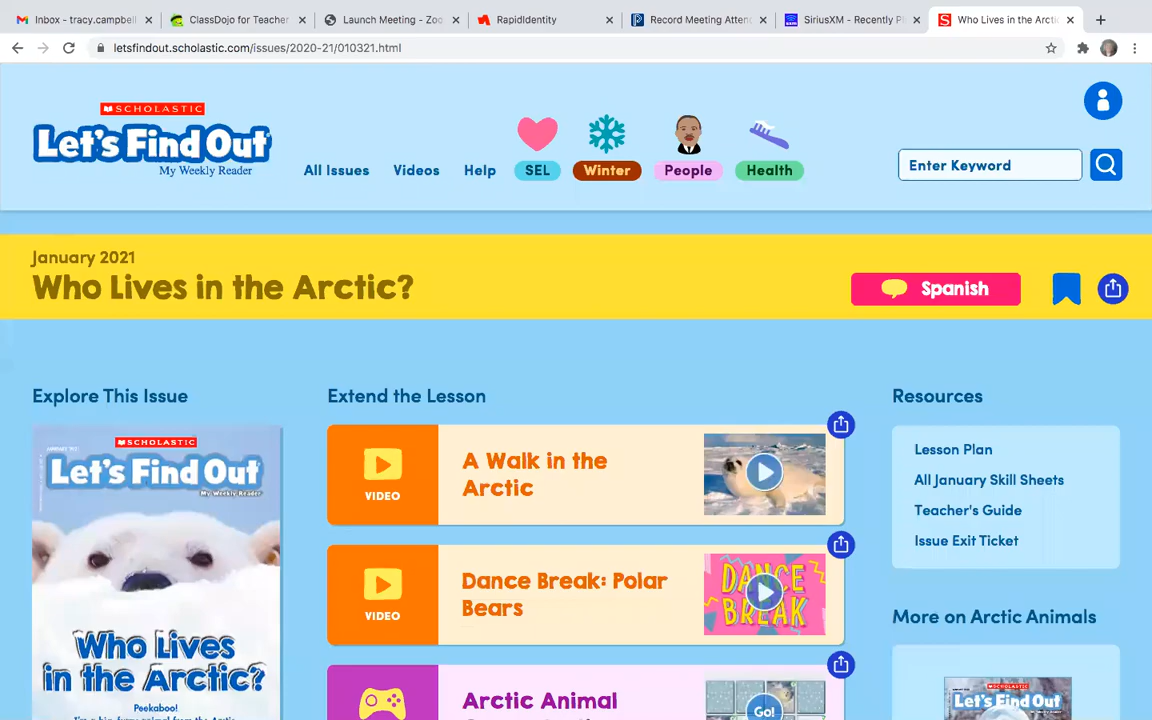 Inbox - tracy.campbell
ClassDojo for Teacher
Launch Meeting - Zoo
RapidIdentity
Record Meeting Atten
SiriusXM - Recently Pl
Who Lives in the Arcti
letsfindout.scholastic.com/issues/2020-21/010321.html
SCHOLASTIC
Let's Find Out
My Weekly Reader
All Issues
Videos
Help
SEL
Winter
People
Health
Enter Keyword
January 2021
Who Lives in the Arctic?
Spanish
Explore This Issue
SCHOLASTIC
Let's Find Out
My Weekly Reader
Who Lives
in the Arctic?
Peekaboo!
Extend the Lesson
VIDEO
A Walk in the
Arctic
VIDEO
Dance Break: Polar
Bears
DANCE
BREAK
Arctic Animal
Go!
Resources
Lesson Plan
All January Skill Sheets
Teacher's Guide
Issue Exit Ticket
More on Arctic Animals
SCHOLASTIC
Let's Find Out